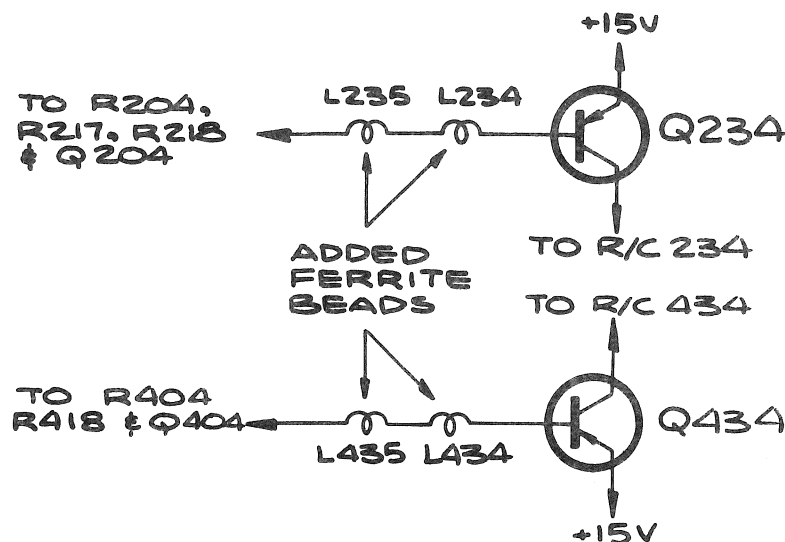 +15V
L235 L234
TO R204,
R217, R218
& Q204
Q234
TO R/C 234
ADDED
FERRITE
BEADS
TO R/C 434
TO R404
R418 & Q404
Q434
L435 L434
+15V